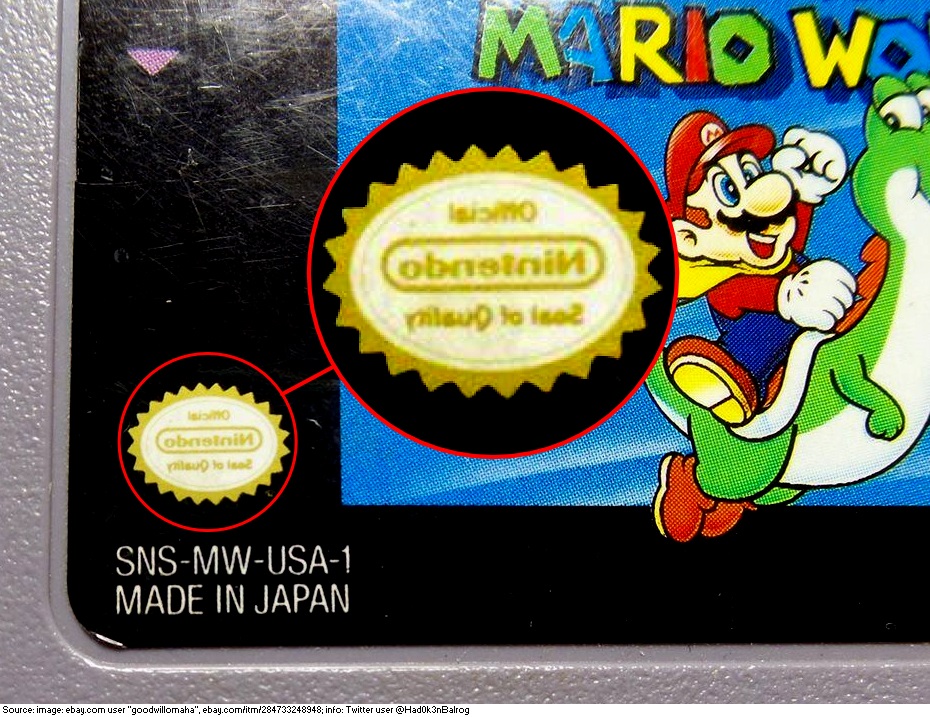 MARIO WO
M
Official
Nintendo
Seal of Quality
Official
Nintendo
Seal of Quality
SNS-MW-USA-1
MADE IN JAPAN
Source: image: ebay.com user "goodwillomaha", ebay.com/itm/284733248948; info: Twitter user @Had0k3nBalrog